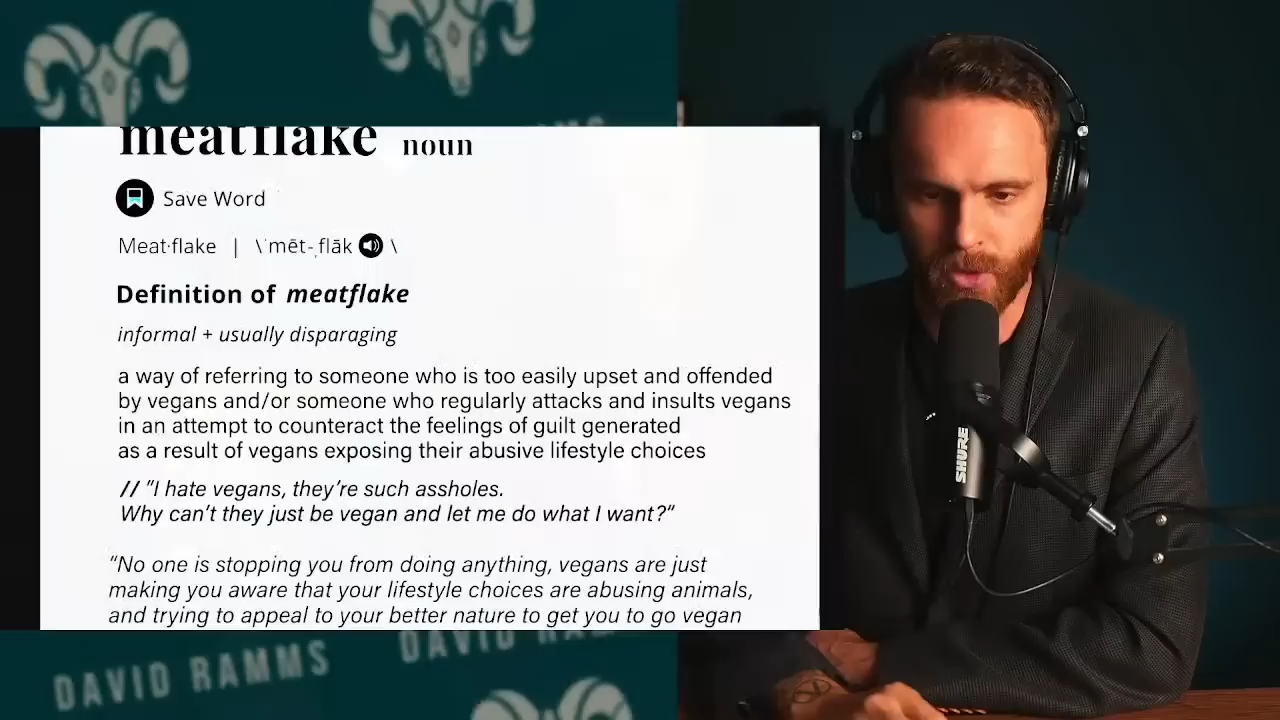 meatflake noun
Save Word
Meat·flake | \ ˈmēt-ˌflāk \
Definition of meatflake
informal + usually disparaging
a way of referring to someone who is too easily upset and offended
by vegans and/or someone who regularly attacks and insults vegans
in an attempt to counteract the feelings of guilt generated
as a result of vegans exposing their abusive lifestyle choices
// "I hate vegans, they're such assholes.
Why can't they just be vegan and let me do what I want?"
"No one is stopping you from doing anything, vegans are just
making you aware that your lifestyle choices are abusing animals,
and trying to appeal to your better nature to get you to go vegan
SHURE
DAVID RAMMS
DAVID